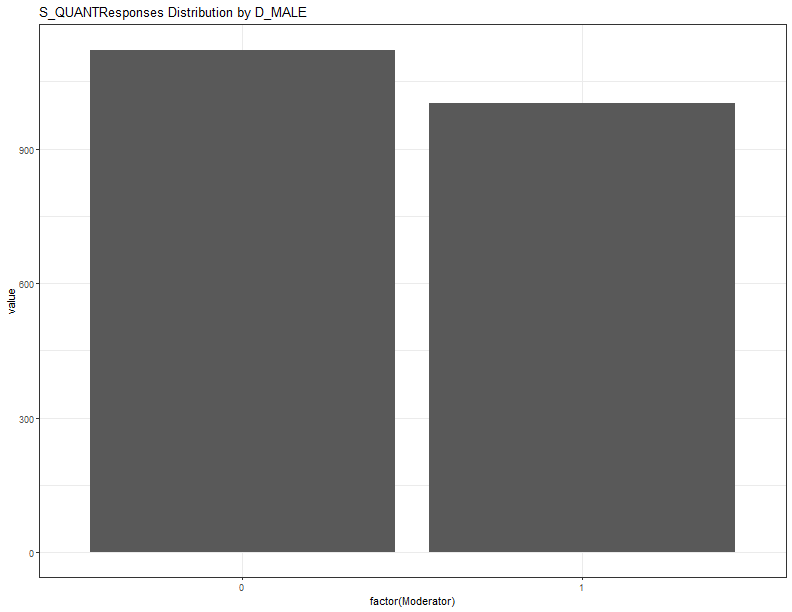 S_QUANTResponses Distribution by D_MALE
value
900
600
300
0
0
1
factor(Moderator)